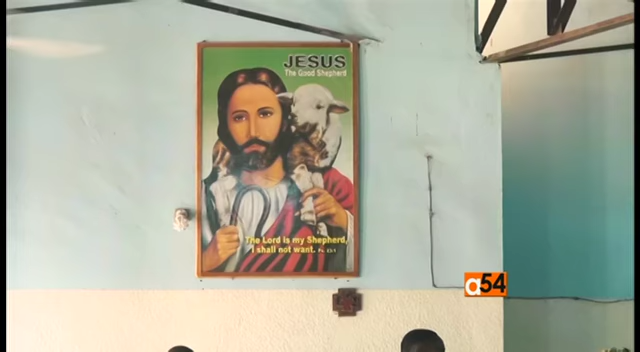 JESUS
The Good Shepherd
The Lord is my Shepherd,
I shall not want.
a54